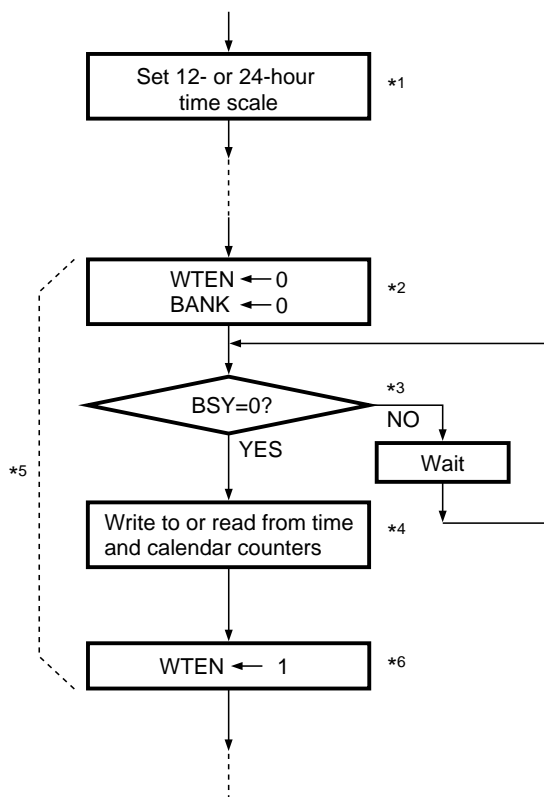 Set 12- or 24-hour
time scale
*1
WTEN ← 0
BANK ← 0
*2
BSY=0?
*3
NO
YES
Wait
*5
Write to or read from time
and calendar counters
*4
WTEN ← 1
*6